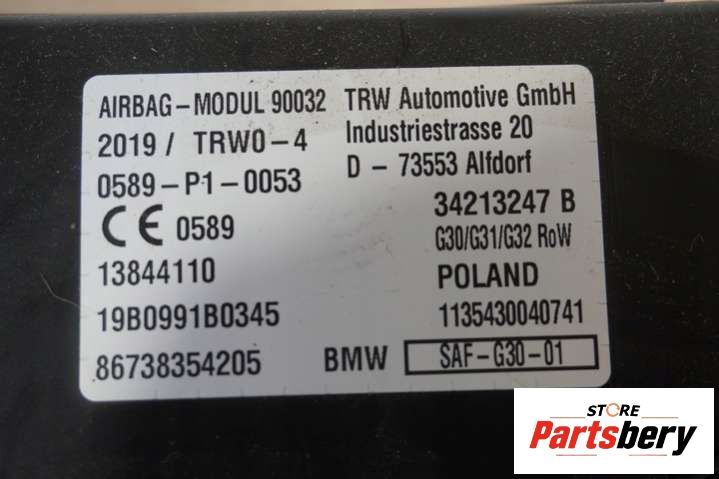 AIRBAG-MODUL 90032
2019 / TRW0-4
0589-P1-0053
CE 0589
13844110
19B0991B0345
86738354205
TRW Automotive GmbH
Industriestrasse 20
D - 73553 Alfdorf
34213247 B
G30/G31/G32 RoW
POLAND
1135430040741
BMW SAF-G30-01
STORE
Partsbery